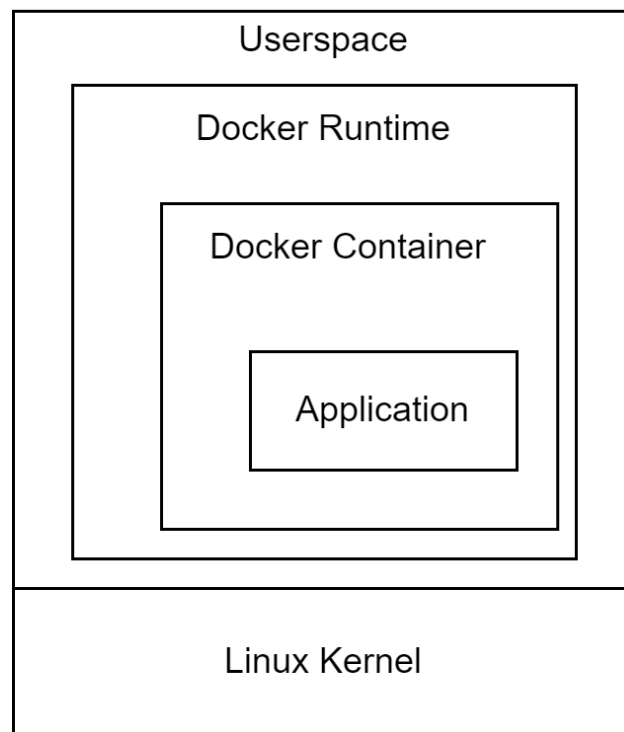 Userspace
Docker Runtime
Docker Container
Application
Linux Kernel